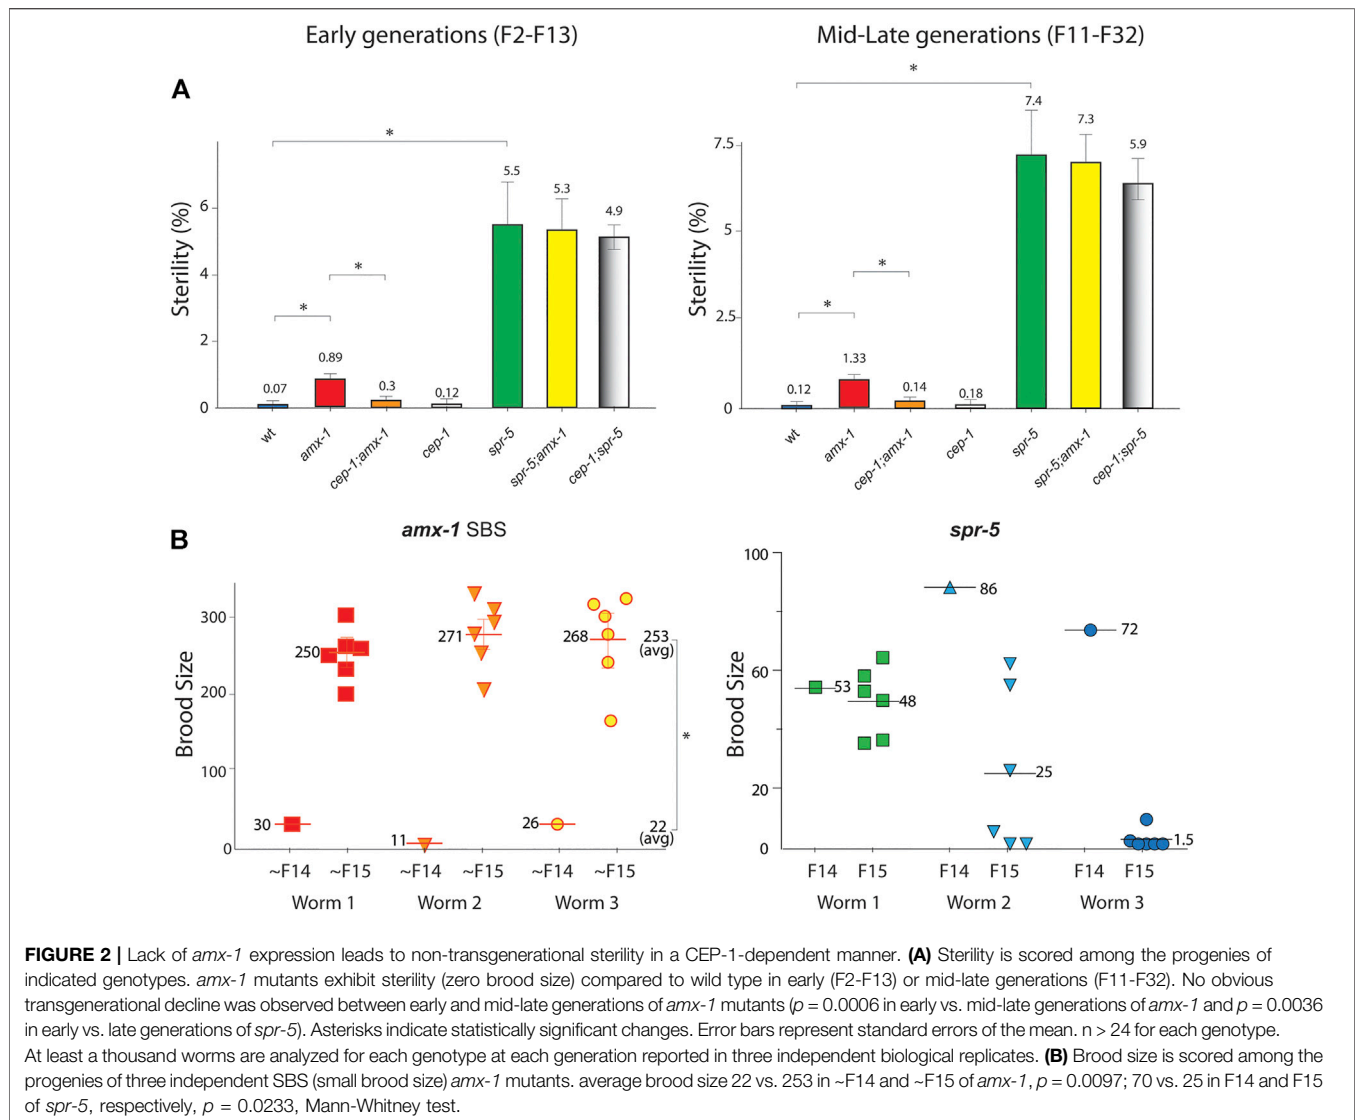 Early generations (F2-F13)
Mid-Late generations (F11-F32)
A
Sterility (%)
6
4
2
0
*
*
*
0.07
0.89
0.3
0.12
5.5
5.3
4.9
wt
amx-1
cep-1;amx-1
cep-1
spr-5
spr-5;amx-1
cep-1;spr-5
Sterility (%)
7.5
5
2.5
0
*
*
*
0.12
1.33
0.14
0.18
7.4
7.3
5.9
wt
amx-1
cep-1;amx-1
cep-1
spr-5
spr-5;amx-1
cep-1;spr-5
B
amx-1 SBS
Brood Size
300
200
100
0
30
250
11
271
26
268
253
(avg)
22
(avg)
*
~F14
~F15
~F14
~F15
~F14
~F15
Worm 1
Worm 2
Worm 3
spr-5
Brood Size
100
60
20
0
53
48
86
25
72
1.5
F14
F15
F14
F15
F14
F15
Worm 1
Worm 2
Worm 3
FIGURE 2 | Lack of amx-1 expression leads to non-transgenerational sterility in a CEP-1-dependent manner. (A) Sterility is scored among the progenies of
indicated genotypes. amx-1 mutants exhibit sterility (zero brood size) compared to wild type in early (F2-F13) or mid-late generations (F11-F32). No obvious
transgenerational decline was observed between early and mid-late generations of amx-1 mutants (p = 0.0006 in early vs. mid-late generations of amx-1 and p = 0.0036
in early vs. late generations of spr-5). Asterisks indicate statistically significant changes. Error bars represent standard errors of the mean. n > 24 for each genotype.
At least a thousand worms are analyzed for each genotype at each generation reported in three independent biological replicates. (B) Brood size is scored among the
progenies of three independent SBS (small brood size) amx-1 mutants. average brood size 22 vs. 253 in ~F14 and ~F15 of amx-1, p = 0.0097; 70 vs. 25 in F14 and F15
of spr-5, respectively, p = 0.0233, Mann-Whitney test.